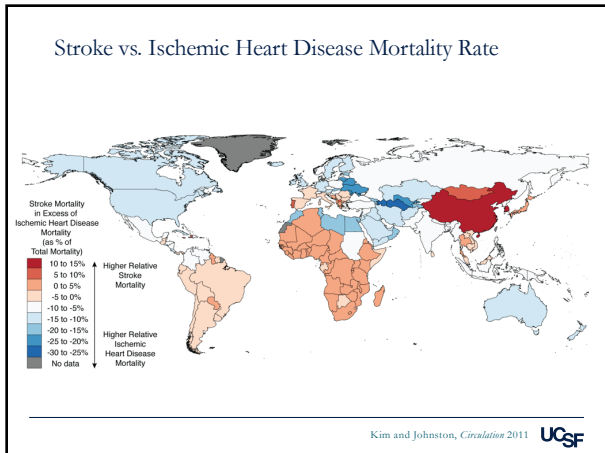 Stroke vs. Ischemic Heart Disease Mortality Rate
Stroke Mortality
in Excess of
Ischemic Heart Disease
Mortality
(as % of
Total Mortality)
10 to 15%
5 to 10%
0 to 5%
-5 to 0%
-10 to -5%
-15 to -10%
-20 to -15%
-25 to -20%
-30 to -25%
No data
Higher Relative
Stroke
Mortality
Higher Relative
Ischemic
Heart Disease
Mortality
Kim and Johnston, Circulation 2011
UCSF